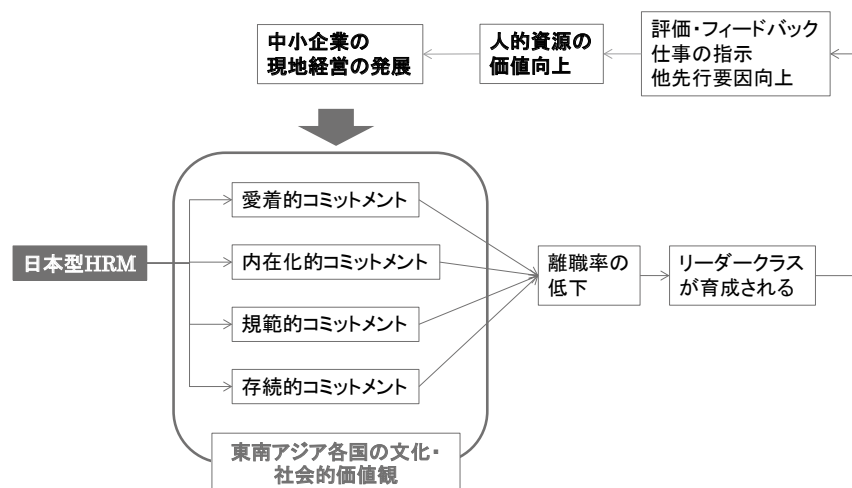 中小企業の
現地経営の発展
人的資源の
価値向上
評価・フィードバック
仕事の指示
他先行要因向上
日本型HRM
愛着的コミットメント
内在化的コミットメント
規範的コミットメント
存続的コミットメント
離職率の
低下
リーダークラス
が育成される
東南アジア各国の文化・
社会的価値観